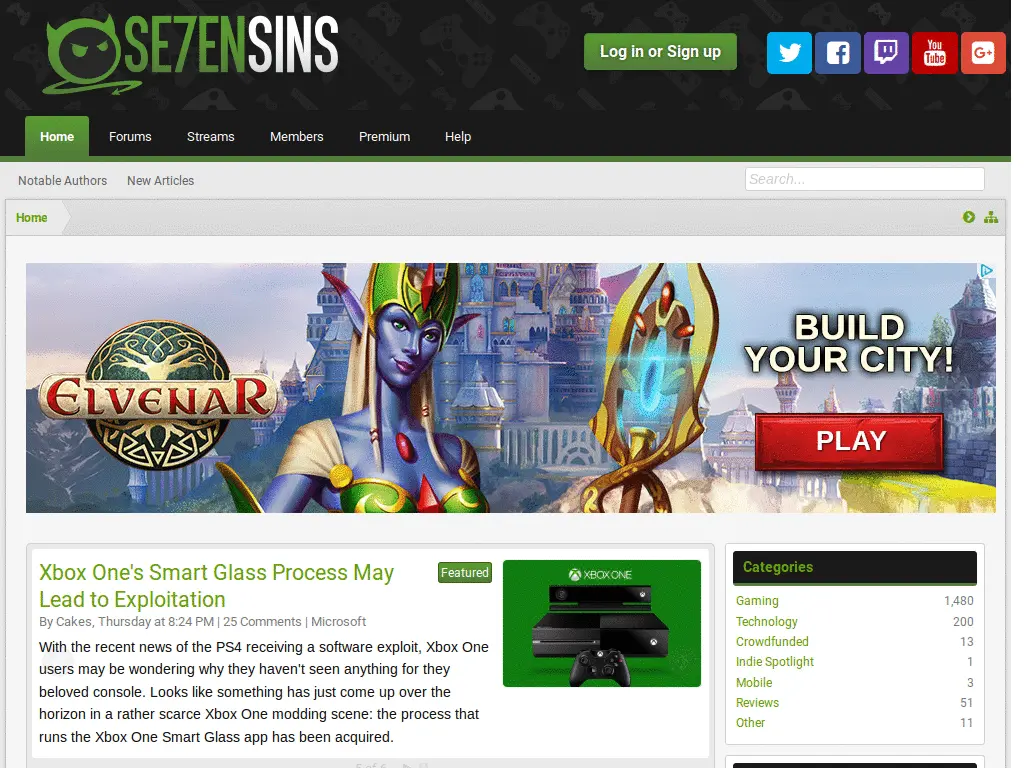 SE7ENSINS
Log in or Sign up
You
Tube
G+
Home
Forums
Streams
Members
Premium
Help
Notable Authors
New Articles
Search...
Home
ELVENAR
BUILD
YOUR CITY!
PLAY
Xbox One's Smart Glass Process May
Lead to Exploitation
Featured
By Cakes, Thursday at 8:24 PM | 25 Comments | Microsoft
With the recent news of the PS4 receiving a software exploit, Xbox One
users may be wondering why they haven't seen anything for they
beloved console. Looks like something has just come up over the
horizon in a rather scarce Xbox One modding scene: the process that
runs the Xbox One Smart Glass app has been acquired.
XBOX ONE
5 of 6
Categories
Gaming 1,480
Technology 200
Crowdfunded 13
Indie Spotlight 1
Mobile 3
Reviews 51
Other 11